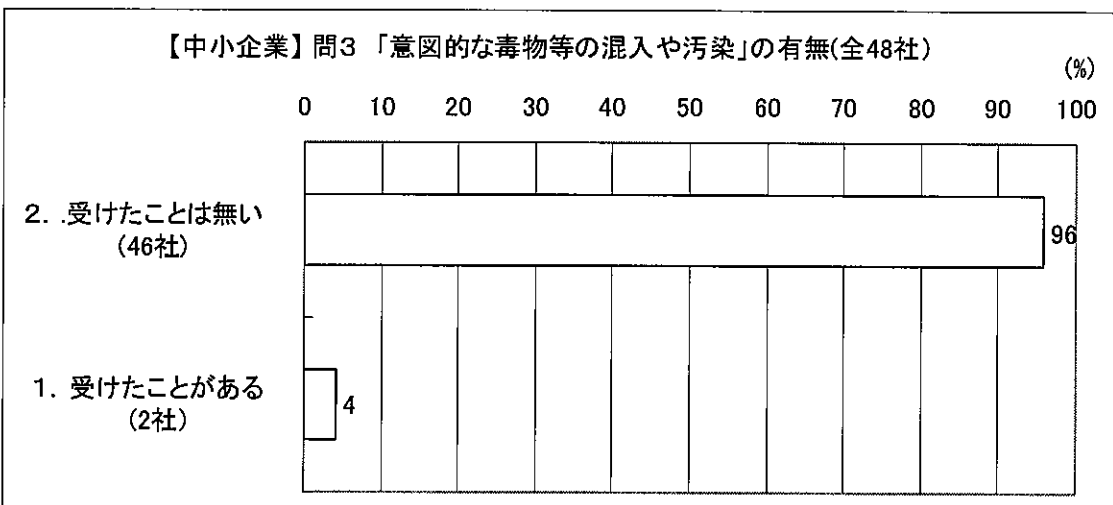 【中小企業】問3 「意図的な毒物等の混入や汚染」の有無(全48社)
(%)
0 10 20 30 40 50 60 70 80 90 100
2. .受けたことは無い
(46社)
96
1. 受けたことがある
(2社)
4